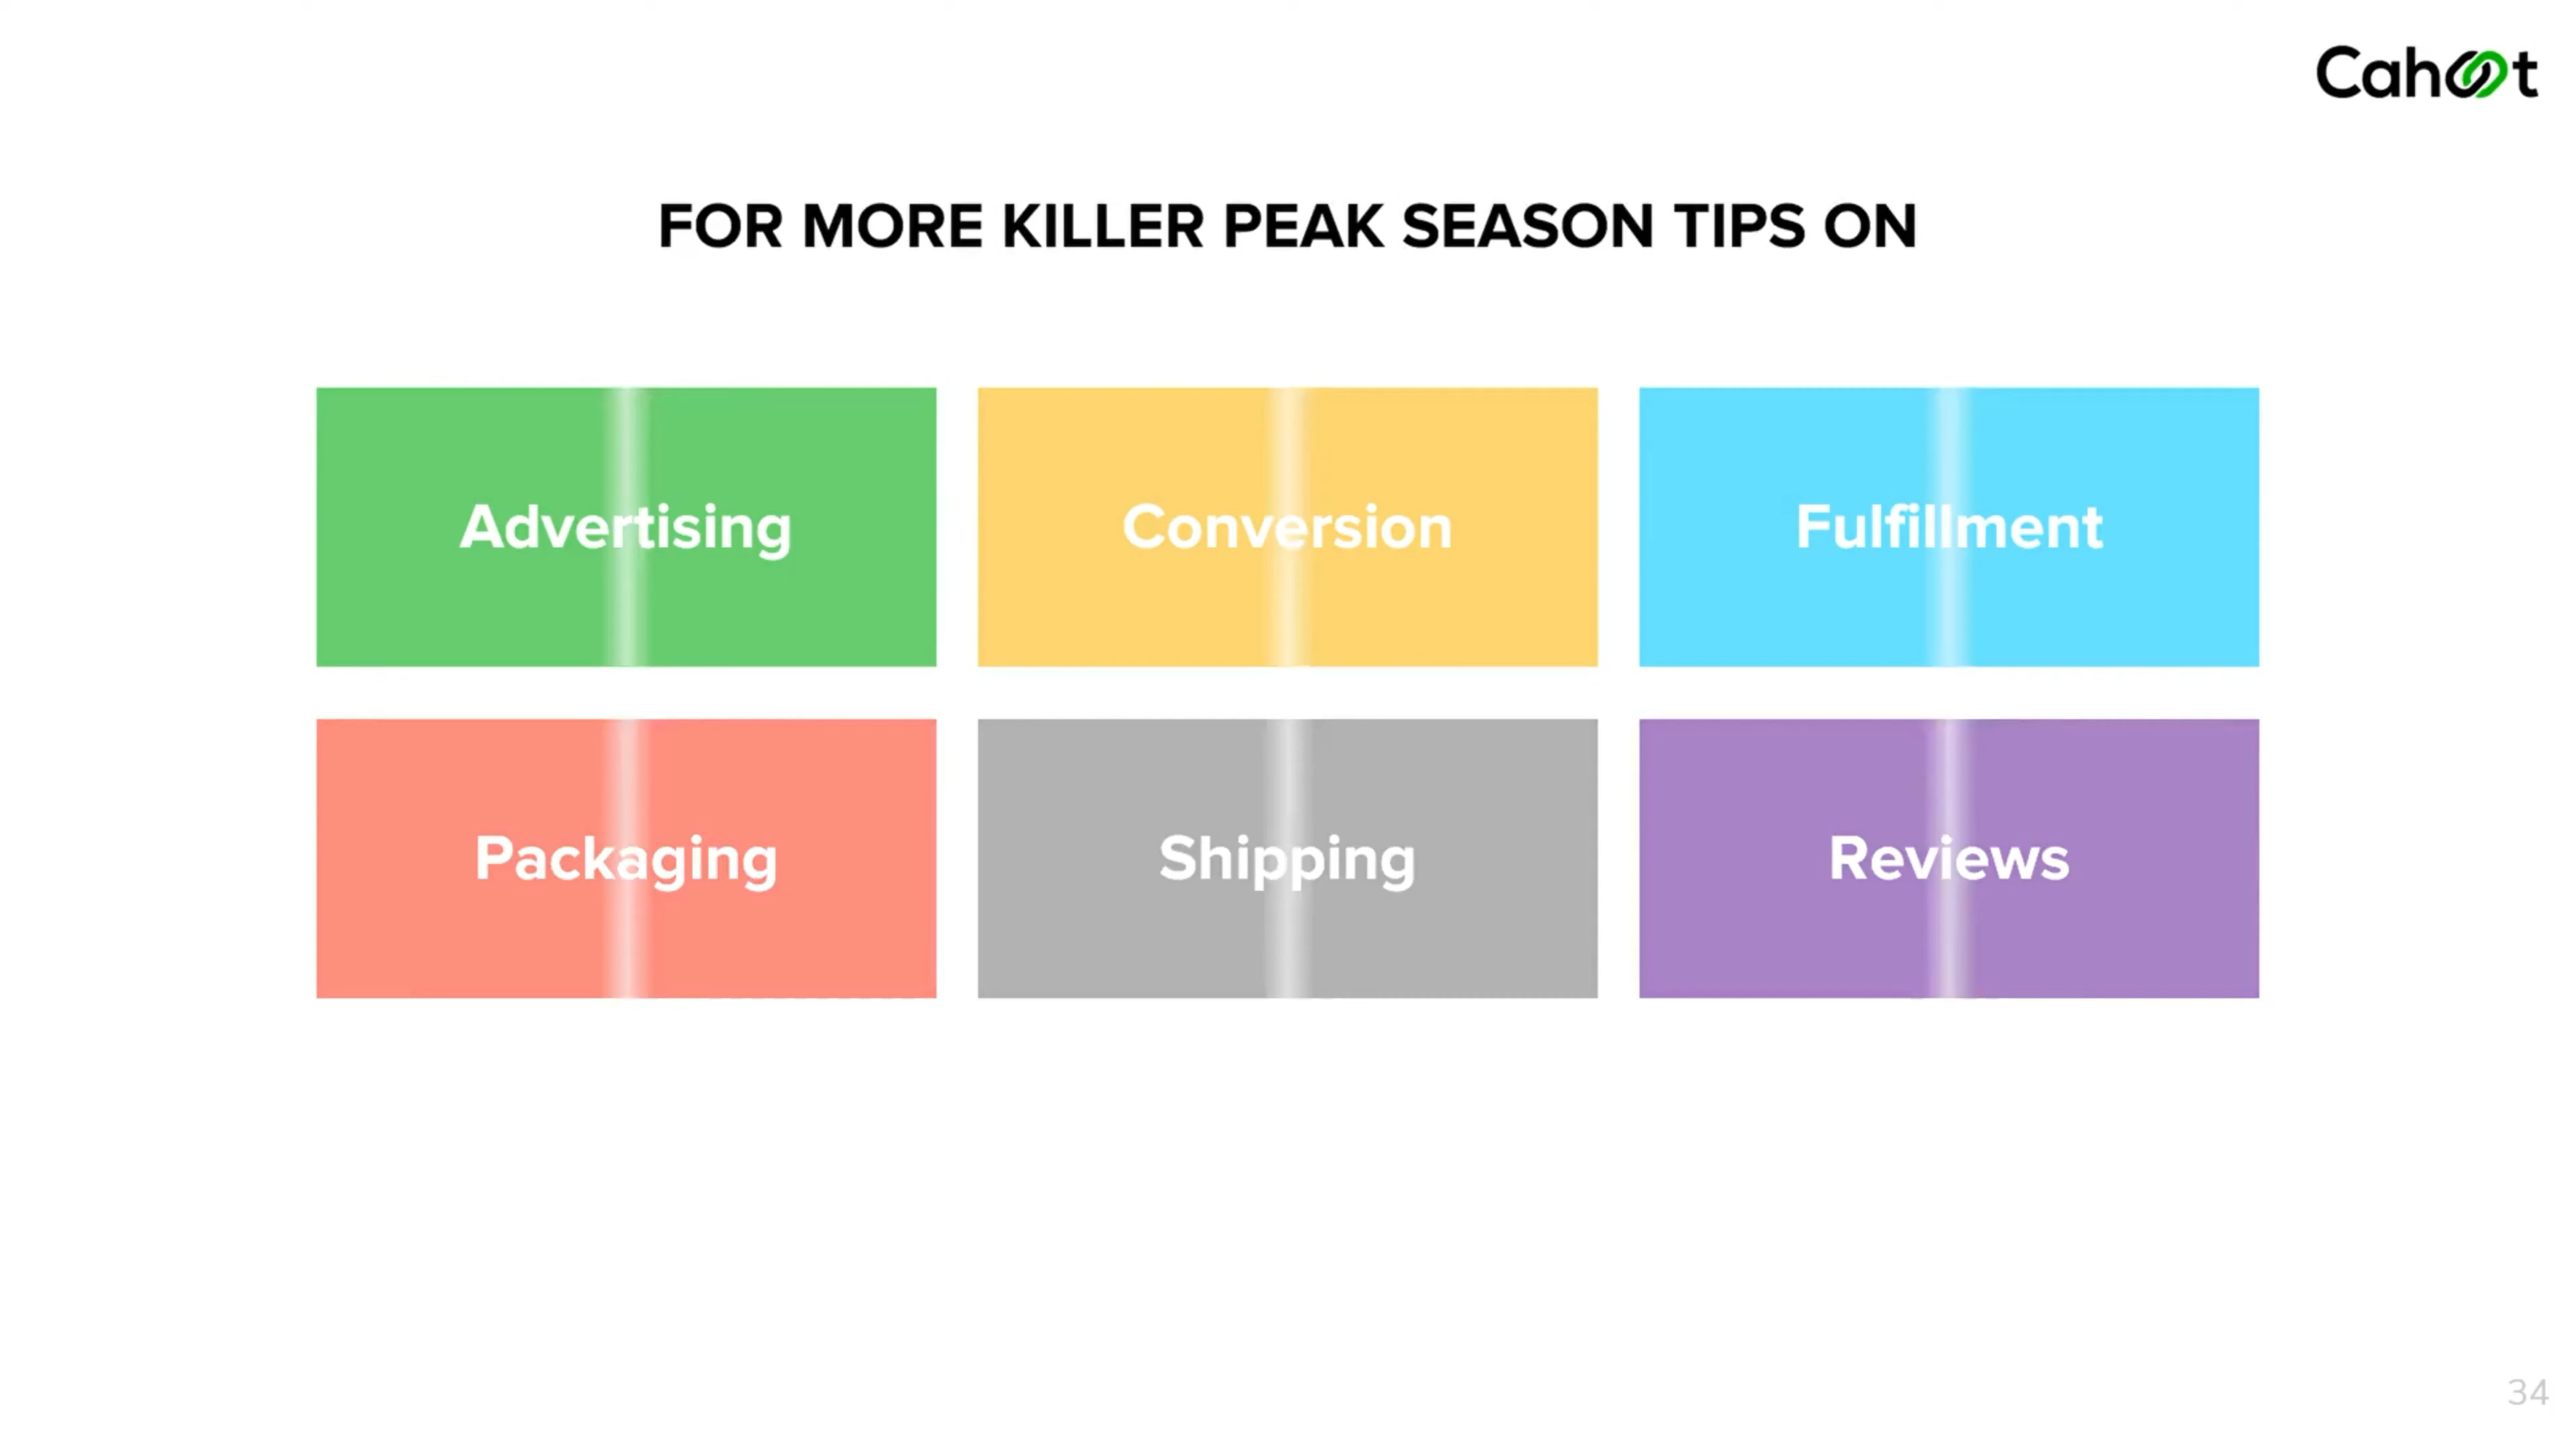 Cahoot
FOR MORE KILLER PEAK SEASON TIPS ON
Advertising
Conversion
Fulfillment
Packaging
Shipping
Reviews
34